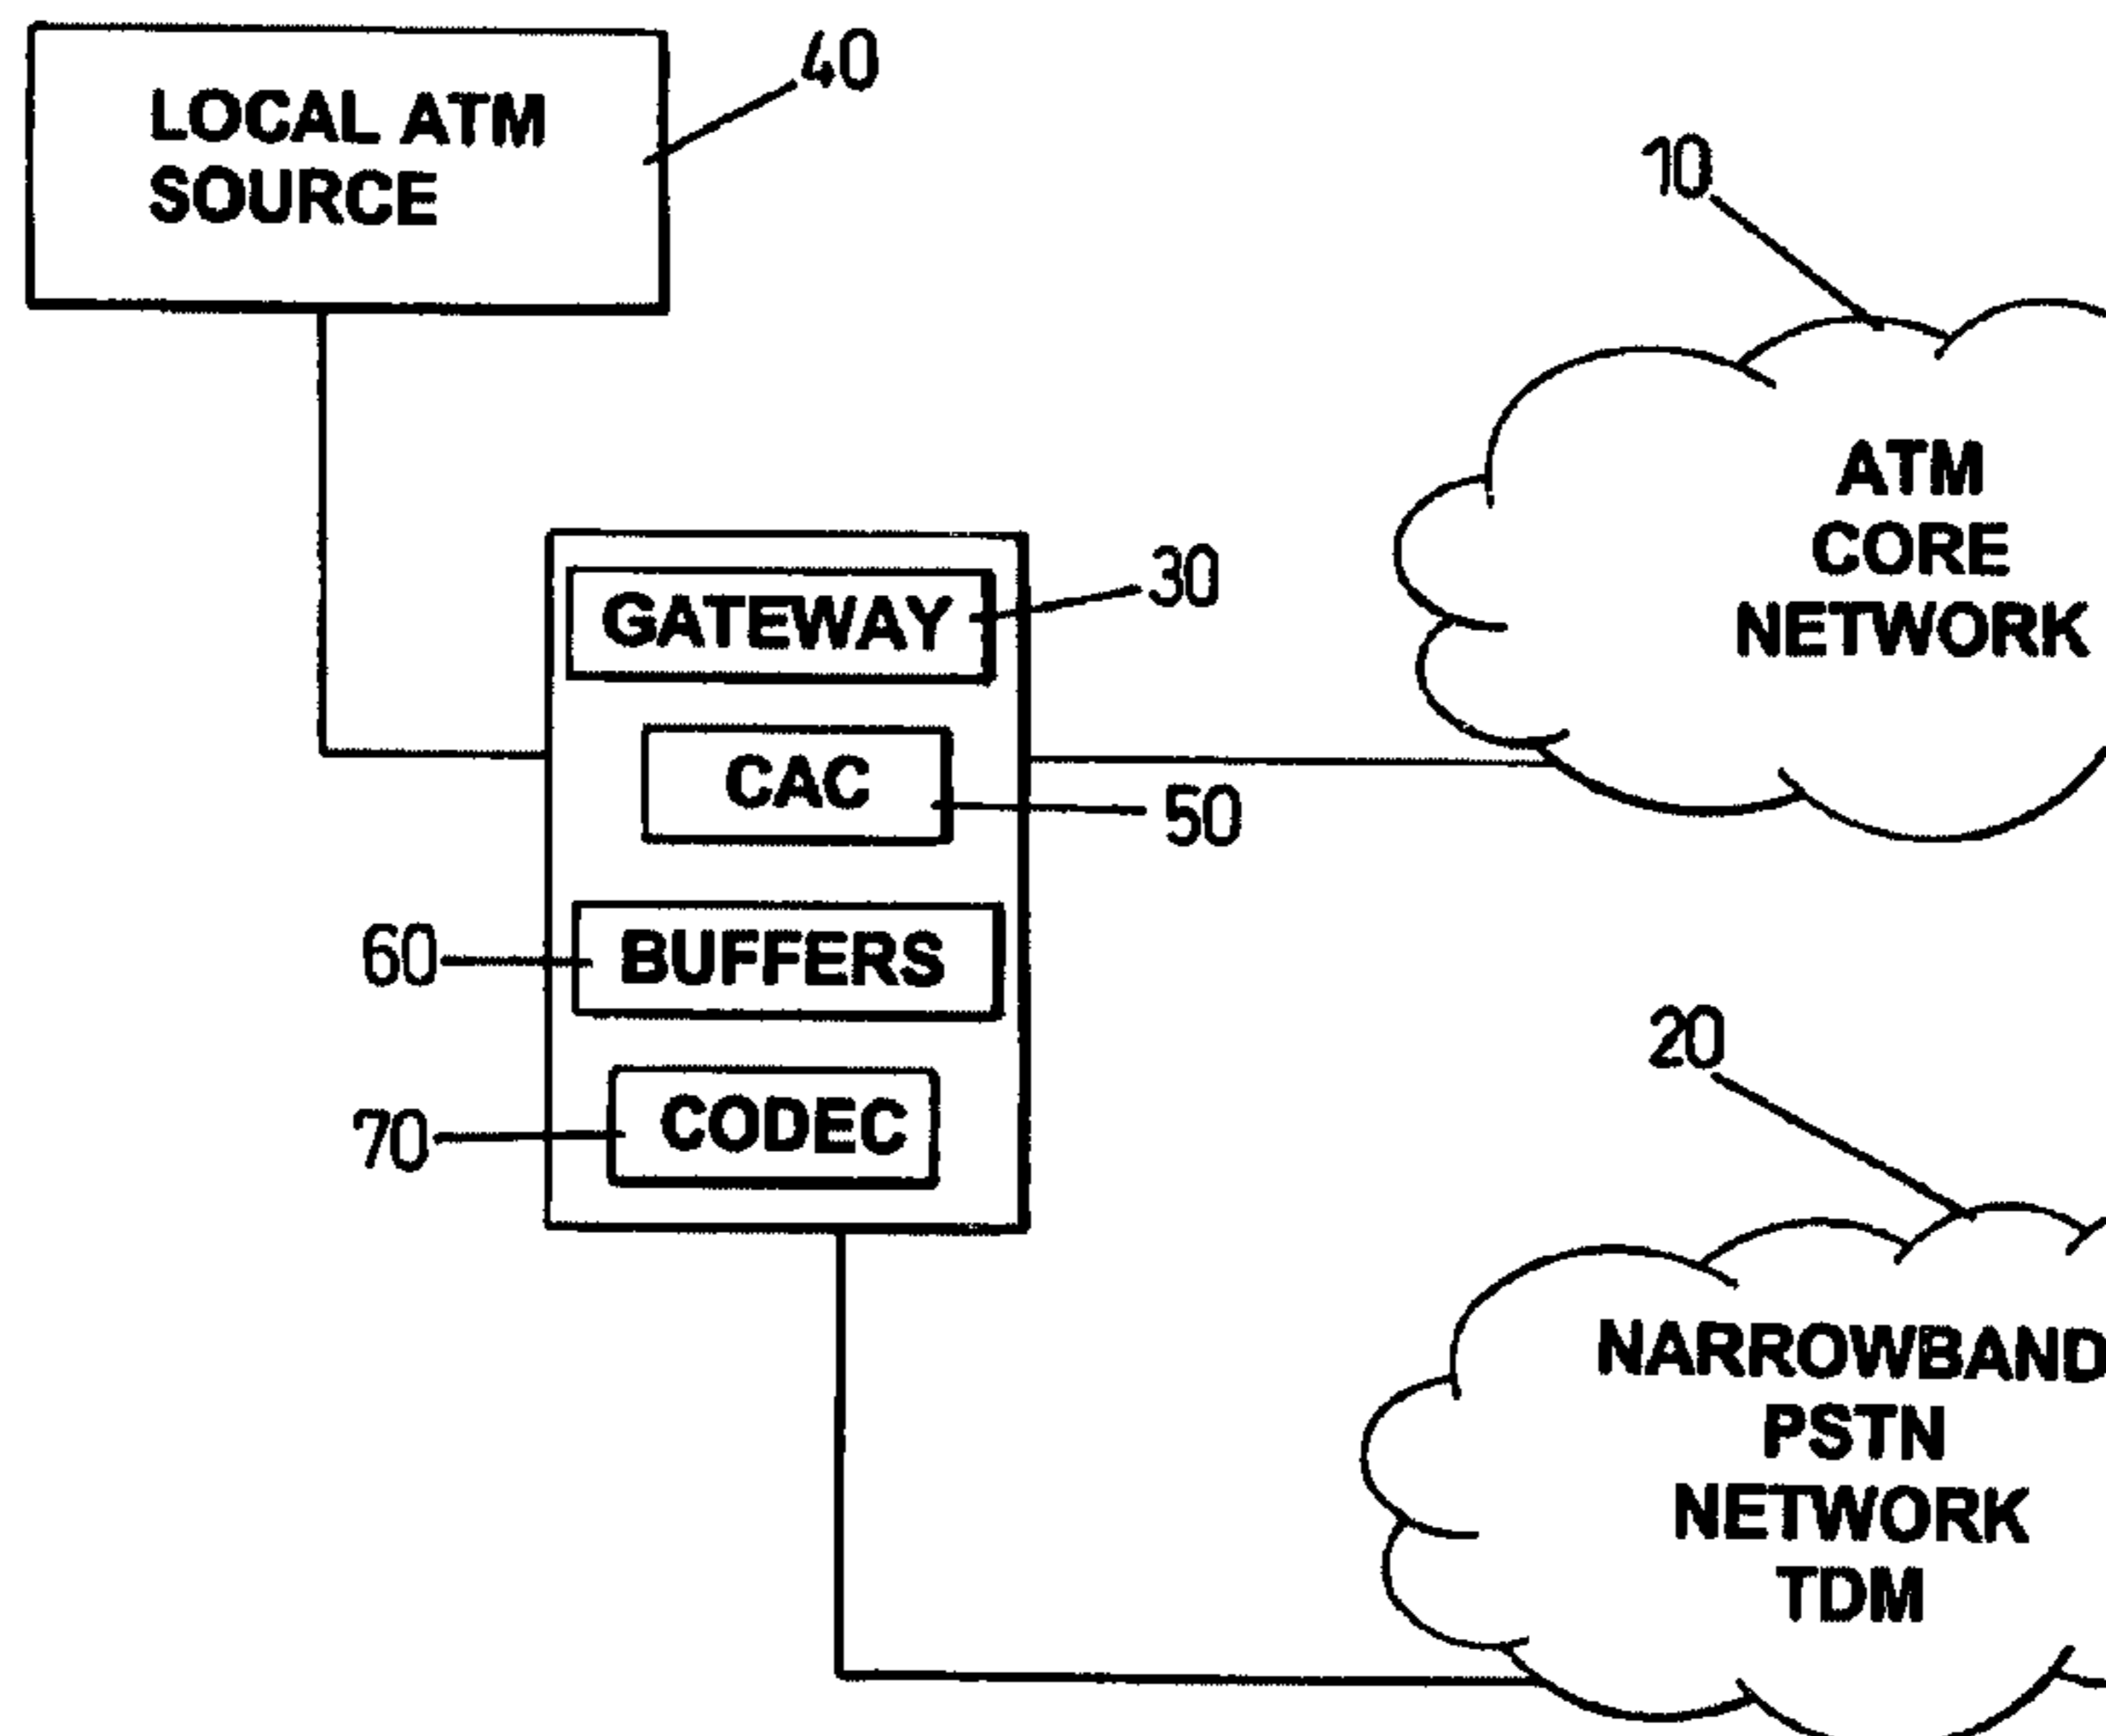 40
LOCAL ATM
SOURCE
10
ATM
CORE
NETWORK
GATEWAY
30
CAC
50
60
BUFFERS
20
70
CODEC
NARROWBAND
PSTN
NETWORK
TDM